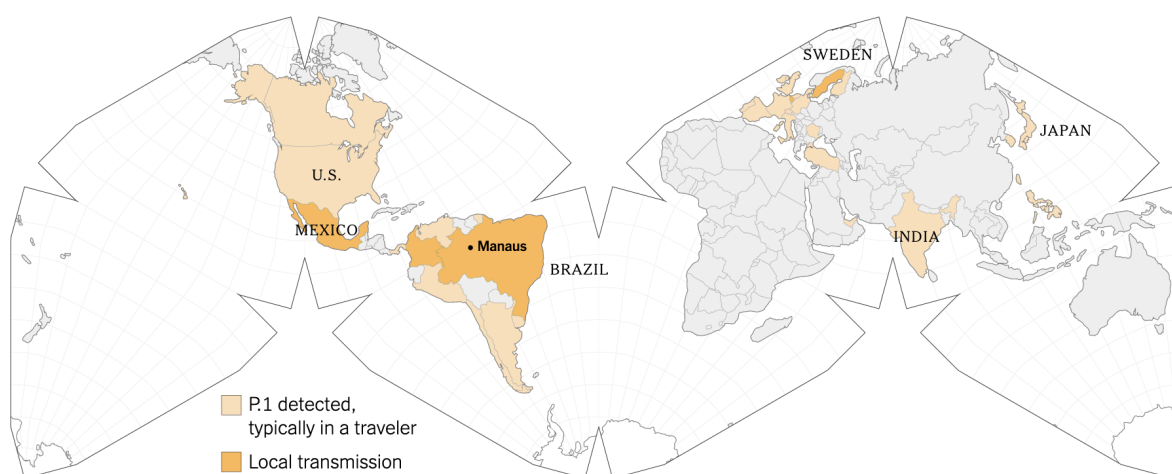 SWEDEN
JAPAN
U.S.
MEXICO
Manaus
INDIA
BRAZIL
P.1 detected,
typically in a traveler
Local transmission